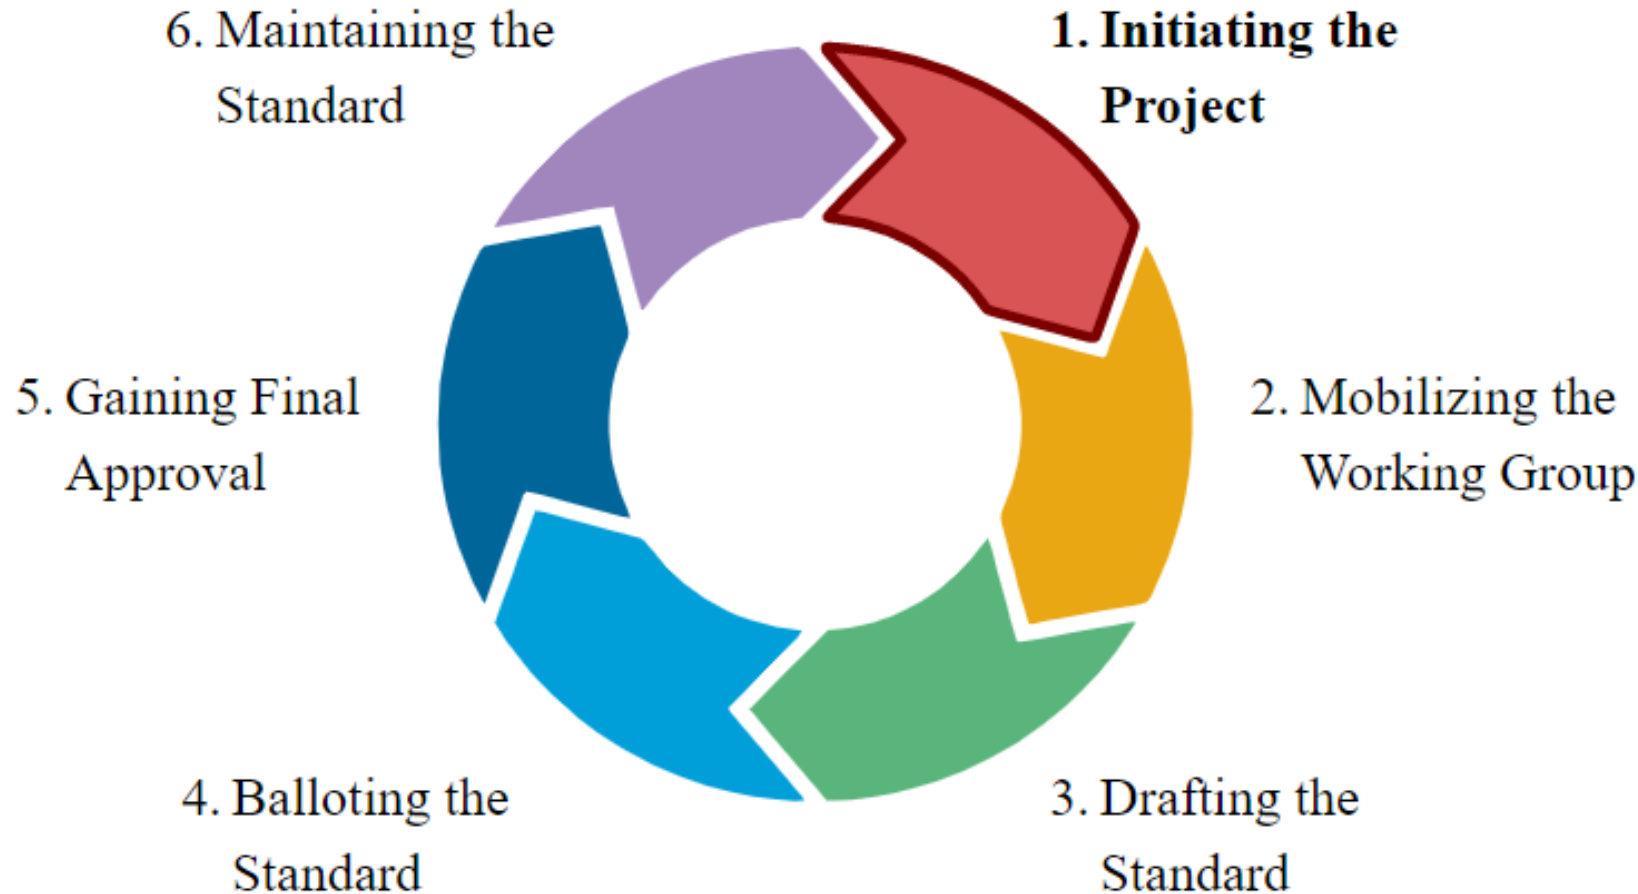 1. Initiating the
Project
2. Mobilizing the
Working Group
3. Drafting the
Standard
4. Balloting the
Standard
5. Gaining Final
Approval
6. Maintaining the
Standard